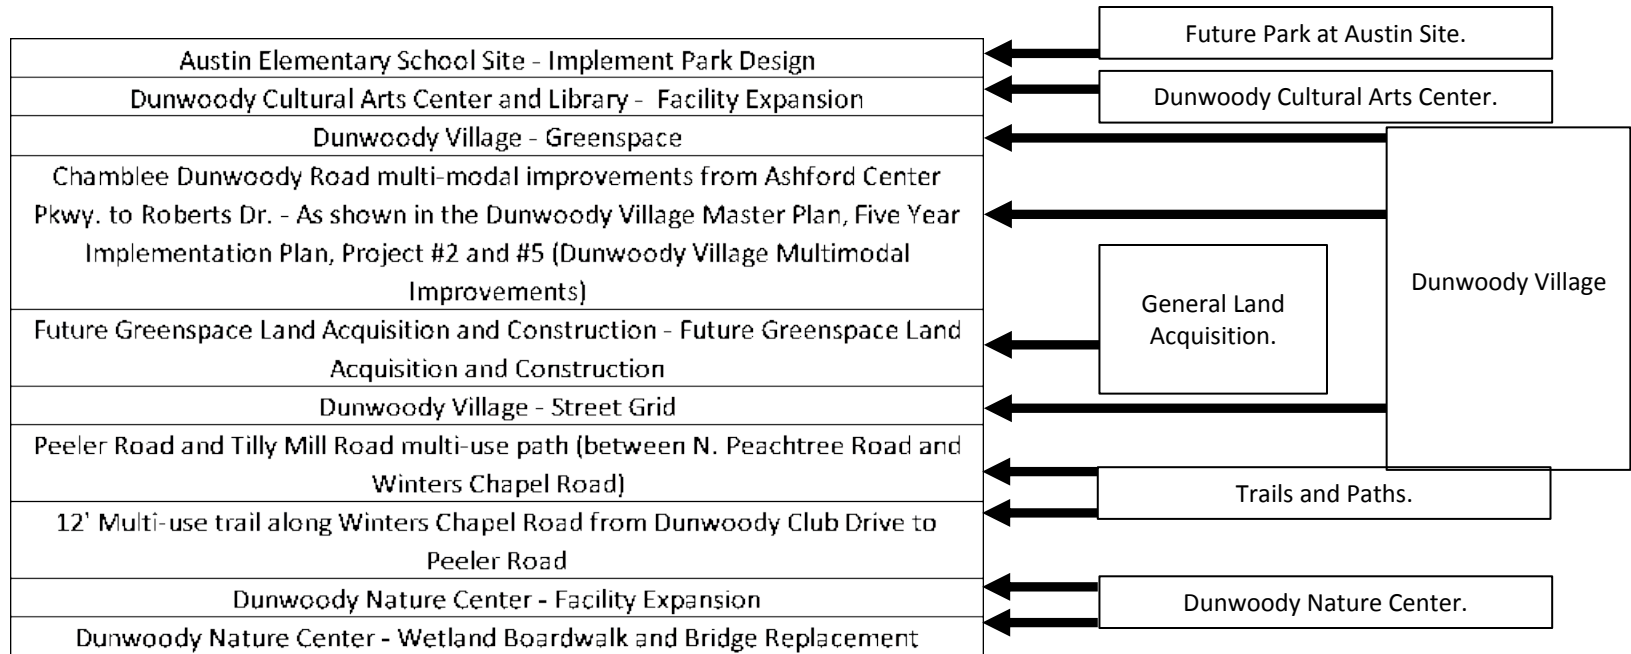 Austin Elementary School Site - Implement Park Design
Dunwoody Cultural Arts Center and Library - Facility Expansion
Dunwoody Village - Greenspace
Chamblee Dunwoody Road multi-modal improvements from Ashford Center
Pkwy. to Roberts Dr. - As shown in the Dunwoody Village Master Plan, Five Year
Implementation Plan, Project #2 and #5 (Dunwoody Village Multimodal
Improvements)
Future Greenspace Land Acquisition and Construction - Future Greenspace Land
Acquisition and Construction
Dunwoody Village - Street Grid
Peeler Road and Tilly Mill Road multi-use path (between N. Peachtree Road and
Winters Chapel Road)
12' Multi-use trail along Winters Chapel Road from Dunwoody Club Drive to
Peeler Road
Dunwoody Nature Center - Facility Expansion
Dunwoody Nature Center - Wetland Boardwalk and Bridge Replacement
Future Park at Austin Site.
Dunwoody Cultural Arts Center.
Dunwoody Village
General Land
Acquisition.
Trails and Paths.
Dunwoody Nature Center.